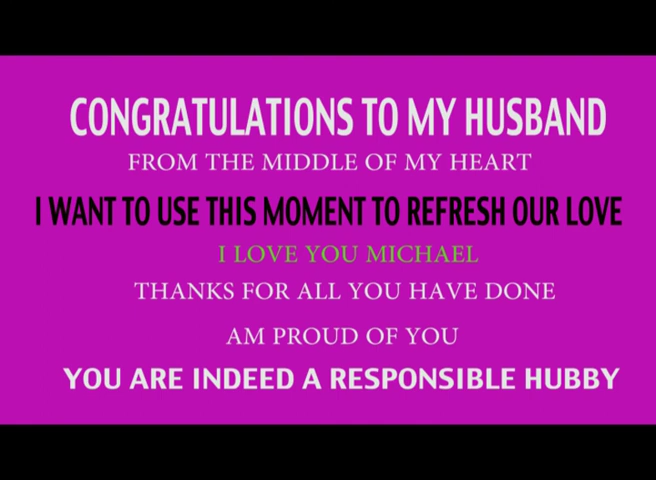 CONGRATULATIONS TO MY HUSBAND
FROM THE MIDDLE OF MY HEART
I WANT TO USE THIS MOMENT TO REFRESH OUR LOVE
I LOVE YOU MICHAEL
THANKS FOR ALL YOU HAVE DONE
AM PROUD OF YOU
YOU ARE INDEED A RESPONSIBLE HUBBY